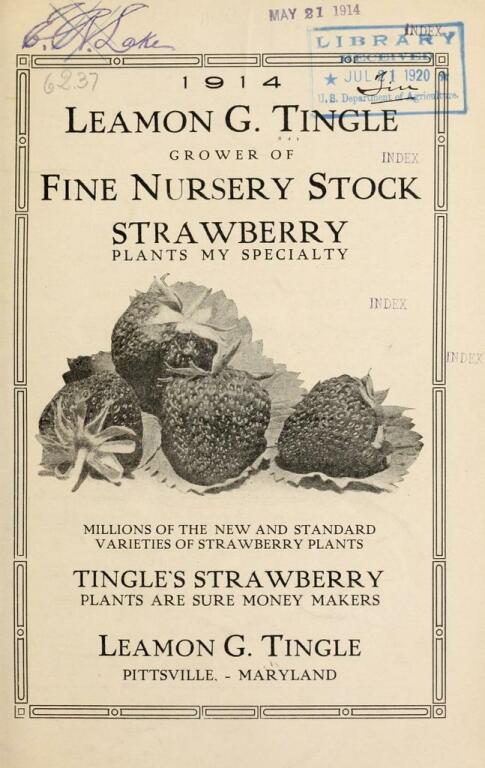 MAY 21 1914
INDEX
LIBRARY
RECEIVED
★ JUL 21 1920 ★
U.S. Department of Agriculture.
62.37
1914
LEAMON G. TINGLE
GROWER OF
INDEX
FINE NURSERY STOCK
STRAWBERRY
PLANTS MY SPECIALTY
INDEX
INDEX
MILLIONS OF THE NEW AND STANDARD
VARIETIES OF STRAWBERRY PLANTS
TINGLE'S STRAWBERRY
PLANTS ARE SURE MONEY MAKERS
LEAMON G. TINGLE
PITTSVILLE, - MARYLAND